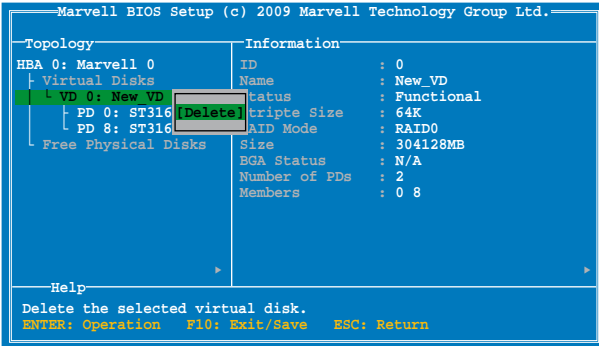 Marvell BIOS Setup (c) 2009 Marvell Technology Group Ltd.
Topology
HBA 0: Marvell 0
Virtual Disks
VD 0: New_VD
PD 0: ST316
PD 8: ST316
Free Physical Disks
[Delete]
Information
ID : 0
Name : New_VD
tatus : Functional
tripte Size : 64K
AID Mode : RAID0
Size : 304128MB
BGA Status : N/A
Number of PDs : 2
Members : 0 8
Help
Delete the selected virtual disk.
ENTER: Operation F10: Exit/Save ESC: Return